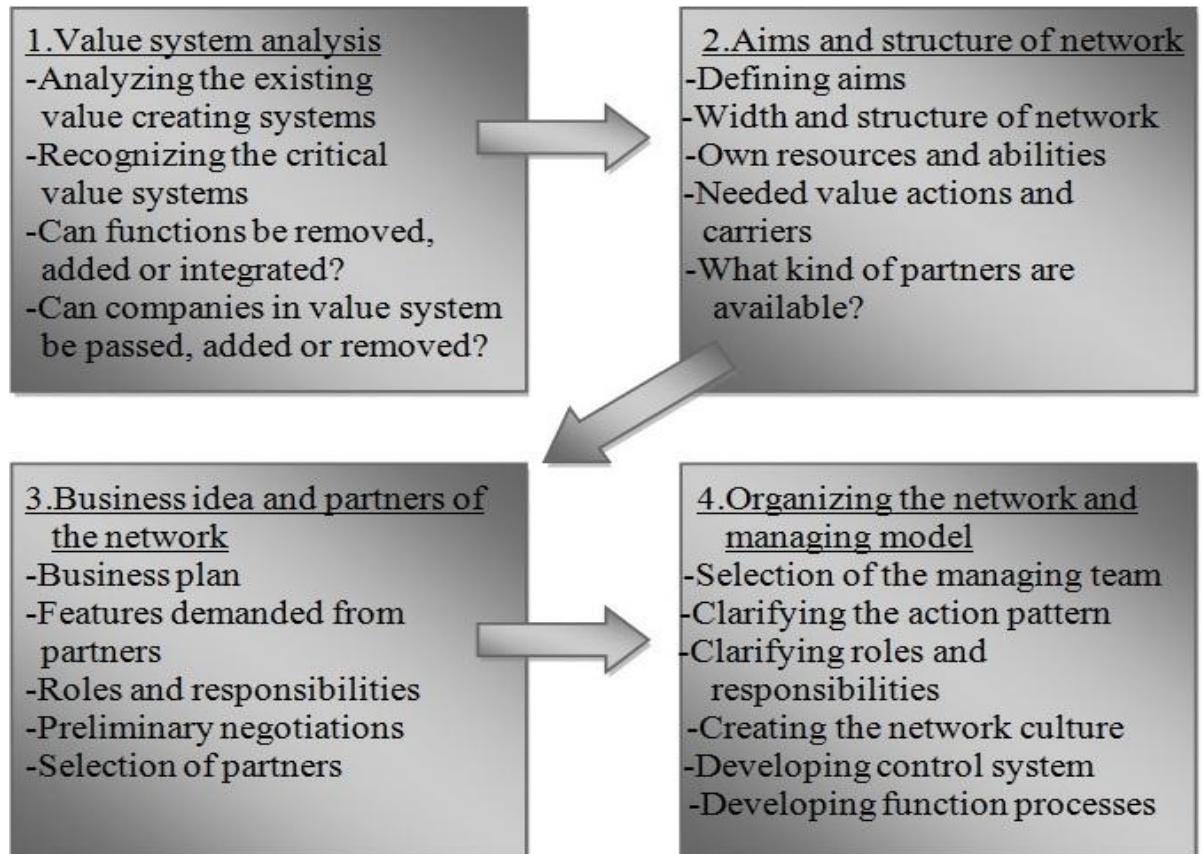 1.Value system analysis
-Analyzing the existing
value creating systems
-Recognizing the critical
value systems
-Can functions be removed,
added or integrated?
-Can companies in value system
be passed, added or removed?
2.Aims and structure of network
-Defining aims
-Width and structure of network
-Own resources and abilities
-Needed value actions and
carriers
-What kind of partners are
available?
3.Business idea and partners of
the network
-Business plan
-Features demanded from
partners
-Roles and responsibilities
-Preliminary negotiations
-Selection of partners
4.Organizing the network and
managing model
-Selection of the managing team
-Clarifying the action pattern
-Clarifying roles and
responsibilities
-Creating the network culture
-Developing control system
-Developing function processes